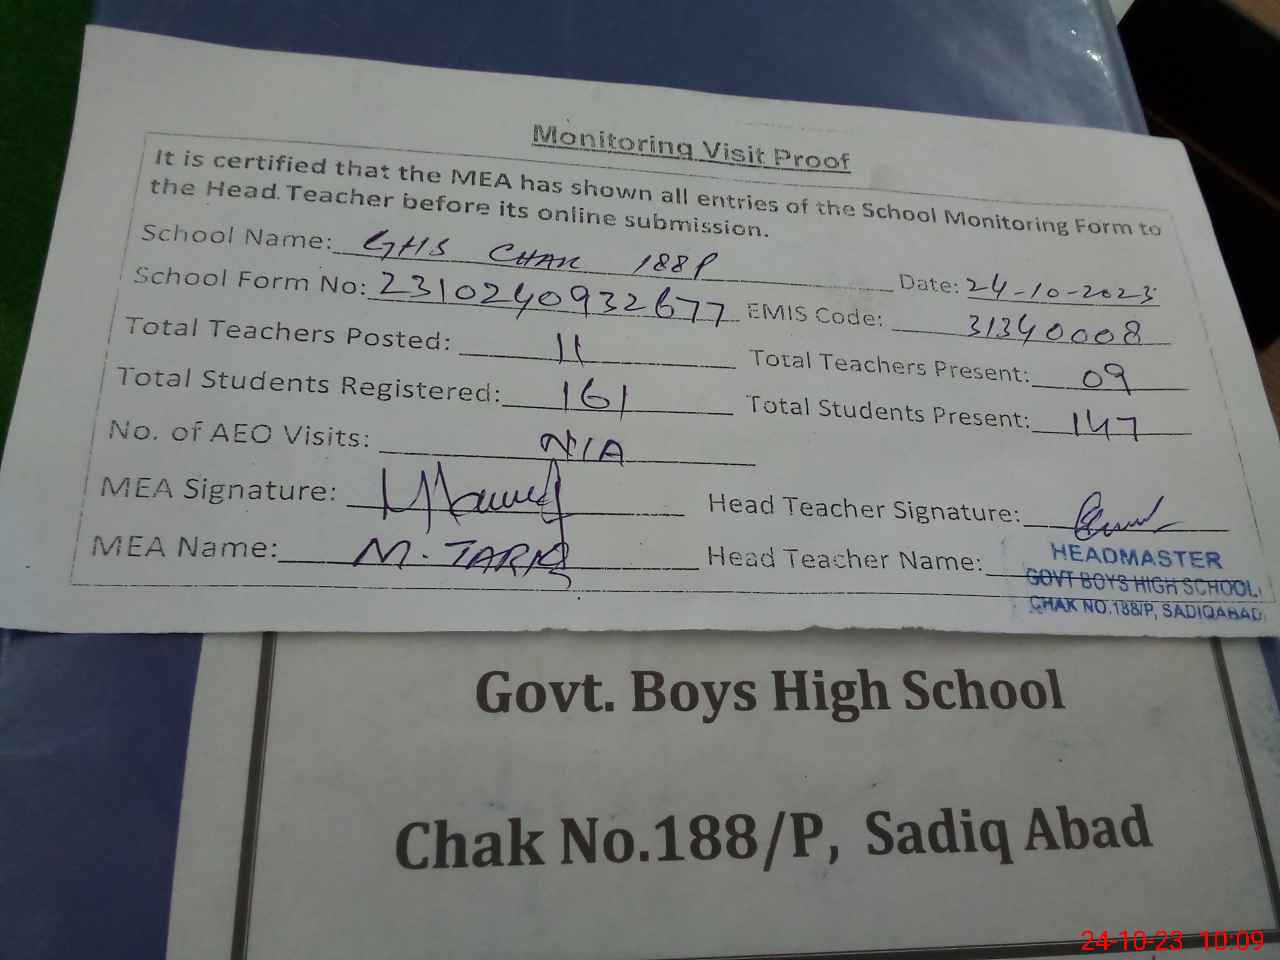 Monitoring Visit Proof
It is certified that the MEA has shown all entries of the School Monitoring Form to
the Head Teacher before its online submission.
School Name: GHS CHAK 188P Date: 24-10-2023
School Form No: 2310240932677 EMIS Code: 31340008
Total Teachers Posted: 11 Total Teachers Present: 09
Total Students Registered: 161 Total Students Present: 147
No. of AEO Visits: N/A
MEA Signature: Head Teacher Signature:
MEA Name: M. TARIQ Head Teacher Name:
HEADMASTER
GOVT BOYS HIGH SCHOOL
CHAK NO.188/P, SADIQABAD.
Govt. Boys High School
Chak No.188/P, Sadiq Abad
24-10-23 10:09